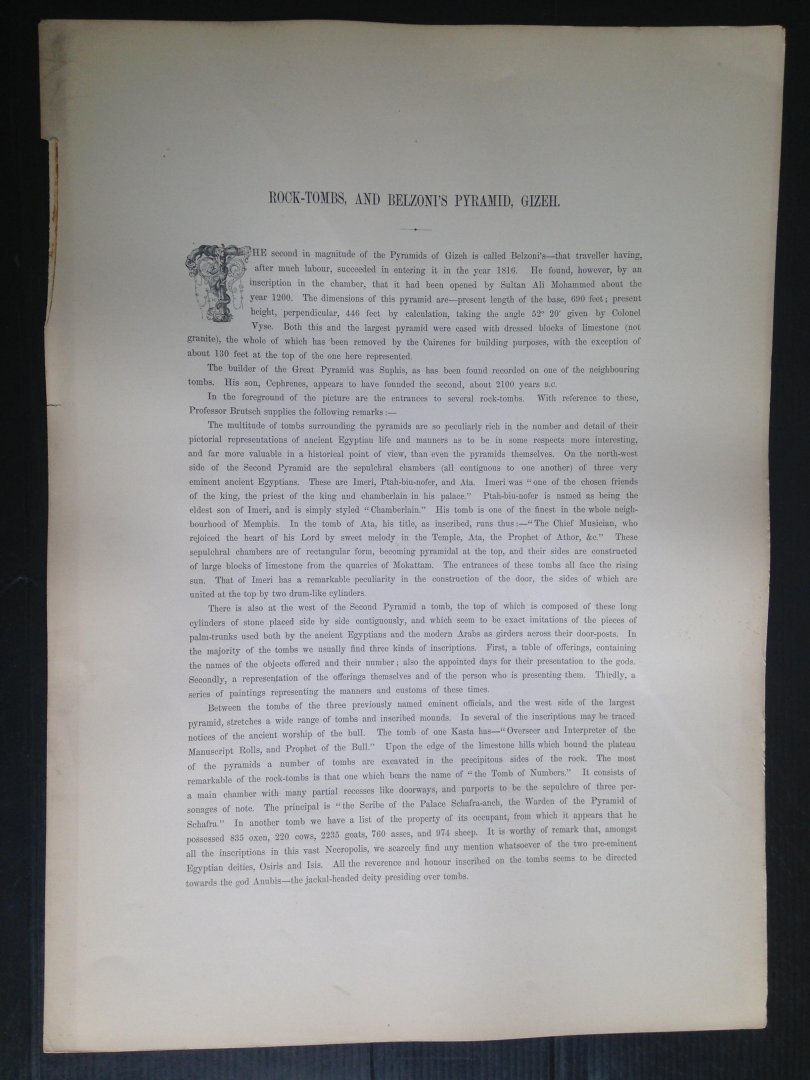 ROCK-TOMBS, AND BELZONI'S PYRAMID, GIZEH.
THE second in magnitude of the Pyramids of Gizeh is called Belzoni's—that traveller having,
after much labour, succeeded in entering it in the year 1816. He found, however, by an
inscription in the chamber, that it had been opened by Sultan Ali Mohammed about the
year 1200. The dimensions of this pyramid are—present length of the base, 690 feet; present
height, perpendicular, 446 feet by calculation, taking the angle 52° 20' given by Colonel
Vyse. Both this and the largest pyramid were cased with dressed blocks of limestone (not
granite), the whole of which has been removed by the Cairenes for building purposes, with the exception of
about 130 feet at the top of the one here represented.
The builder of the Great Pyramid was Suphis, as has been found recorded on one of the neighbouring
tombs. His son, Cephrenes, appears to have founded the second, about 2100 years B.C.
In the foreground of the picture are the entrances to several rock-tombs. With reference to these,
Professor Brutsch supplies the following remarks:—
The multitude of tombs surrounding the pyramids are so peculiarly rich in the number and detail of their
pictorial representations of ancient Egyptian life and manners as to be in some respects more interesting,
and far more valuable in a historical point of view, than even the pyramids themselves. On the north-west
side of the Second Pyramid are the sepulchral chambers (all contiguous to one another) of three very
eminent ancient Egyptians. These are Imeri, Ptah-biu-nofer, and Ata. Imeri was "one of the chosen friends
of the king, the priest of the king and chamberlain in his palace." Ptah-biu-nofer is named as being the
eldest son of Imeri, and is simply styled "Chamberlain." His tomb is one of the finest in the whole neigh-
bourhood of Memphis. In the tomb of Ata, his title, as inscribed, runs thus:—"The Chief Musician, who
rejoiced the heart of his Lord by sweet melody in the Temple, Ata, the Prophet of Athor, &c." These
sepulchral chambers are of rectangular form, becoming pyramidal at the top, and their sides are constructed
of large blocks of limestone from the quarries of Mokattam. The entrances of these tombs all face the rising
sun. That of Imeri has a remarkable peculiarity in the construction of the door, the sides of which are
united at the top by two drum-like cylinders.
There is also at the west of the Second Pyramid a tomb, the top of which is composed of these long
cylinders of stone placed side by side contiguously, and which seem to be exact imitations of the pieces of
palm-trunks used both by the ancient Egyptians and the modern Arabs as girders across their door-posts. In
the majority of the tombs we usually find three kinds of inscriptions. First, a table of offerings, containing
the names of the objects offered and their number; also the appointed days for their presentation to the gods.
Secondly, a representation of the offerings themselves and of the person who is presenting them. Thirdly, a
series of paintings representing the manners and customs of these times.
Between the tombs of the three previously named eminent officials, and the west side of the largest
pyramid, stretches a wide range of tombs and inscribed mounds. In several of the inscriptions may be traced
notices of the ancient worship of the bull. The tomb of one Kasta has—"Overseer and Interpreter of the
Manuscript Rolls, and Prophet of the Bull." Upon the edge of the limestone hills which bound the plateau
of the pyramids a number of tombs are excavated in the precipitous sides of the rock. The most
remarkable of the rock-tombs is that one which bears the name of "the Tomb of Numbers." It consists of
a main chamber with many partial recesses like doorways, and purports to be the sepulchre of three per-
sonages of note. The principal is "the Scribe of the Palace Schafra-anch, the Warden of the Pyramid of
Schafra." In another tomb we have a list of the property of its occupant, from which it appears that he
possessed 835 oxen, 220 cows, 2235 goats, 760 asses, and 974 sheep. It is worthy of remark that, amongst
all the inscriptions in this vast Necropolis, we scarcely find any mention whatsoever of the two pre-eminent
Egyptian deities, Osiris and Isis. All the reverence and honour inscribed on the tombs seems to be directed
towards the god Anubis—the jackal-headed deity presiding over tombs.